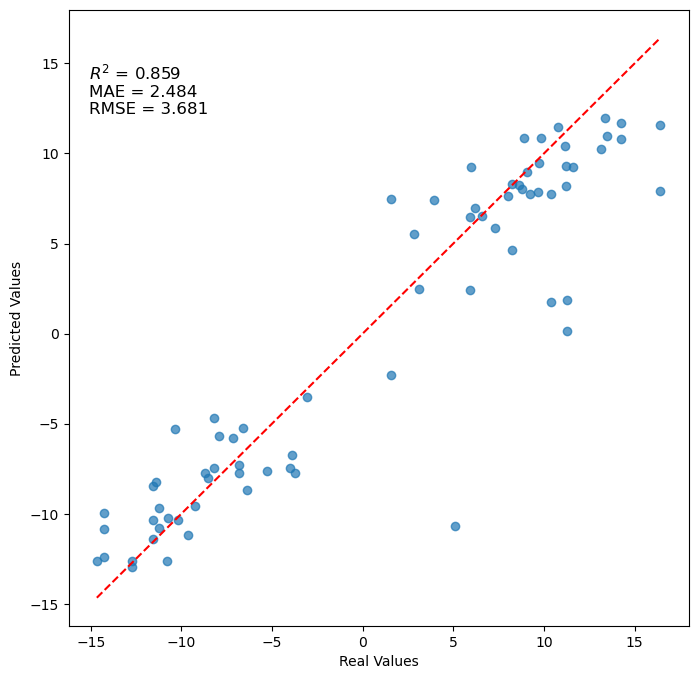 R² = 0.859
MAE = 2.484
RMSE = 3.681
15
10
5
0
−5
−10
−15
Predicted Values
−15 −10 −5 0 5 10 15
Real Values